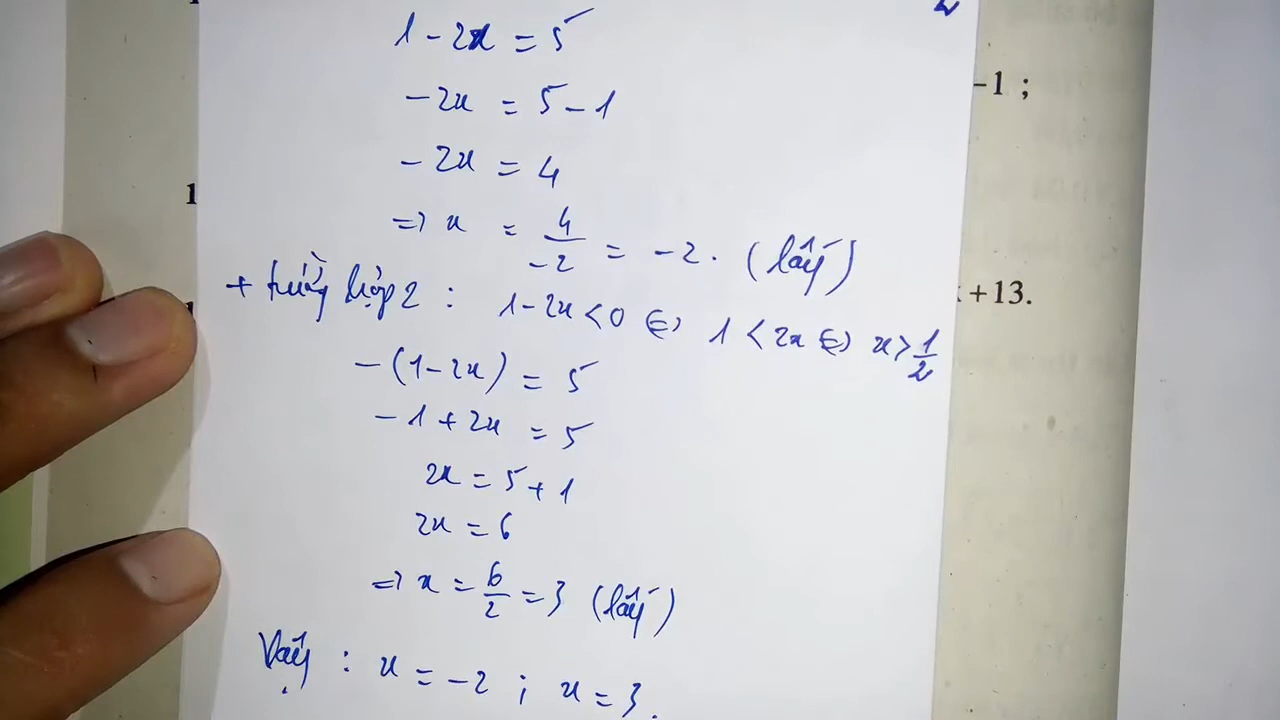 1 - 2x = 5
-2x = 5 - 1
-1 ;
-2x = 4
1
=> x = 4/-2 = -2. (lấy)
+ trường hợp 2 : 1 - 2x < 0 <=> 1 < 2x <=> x > 1/2
+13.
-(1 - 2x) = 5
-1 + 2x = 5
2x = 5 + 1
2x = 6
=> x = 6/2 = 3 (lấy)
Vậy : x = -2 ; x = 3.